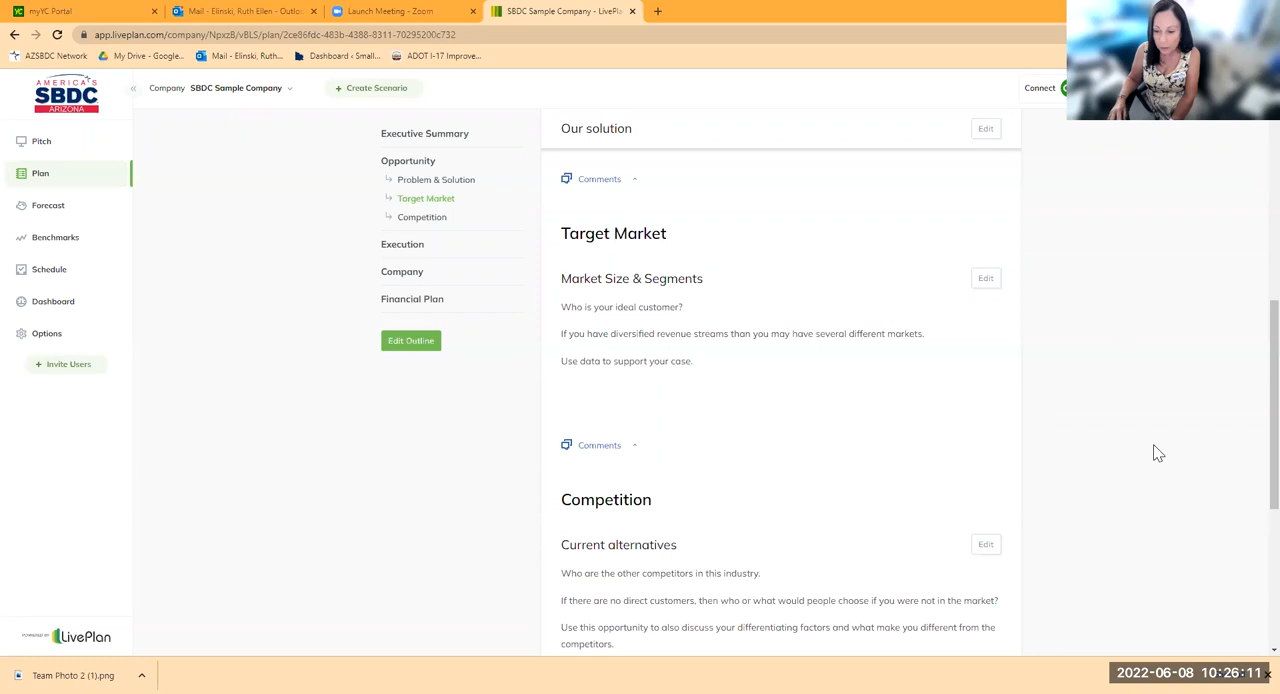 myYC Portal
Mail - Elinski, Ruth Ellen - Outlo
Launch Meeting - Zoom
SBDC Sample Company - LivePla
app.liveplan.com/company/NpxzB/vBLS/plan/2ce86fdc-483b-4388-8311-70295200c732
AZSBDC Network
My Drive - Google...
Mail - Elinski, Ruth...
Dashboard < Small...
ADOT I-17 Improve...
AMERICA'S
SBDC
ARIZONA
Company SBDC Sample Company
+ Create Scenario
Connect
Pitch
Plan
Forecast
Benchmarks
Schedule
Dashboard
Options
+ Invite Users
POWERED BY LivePlan
Executive Summary
Opportunity
Problem & Solution
Target Market
Competition
Execution
Company
Financial Plan
Edit Outline
Our solution
Edit
Comments
Target Market
Market Size & Segments
Edit
Who is your ideal customer?
If you have diversified revenue streams than you may have several different markets.
Use data to support your case.
Comments
Competition
Current alternatives
Edit
Who are the other competitors in this industry.
If there are no direct customers, then who or what would people choose if you were not in the market?
Use this opportunity to also discuss your differentiating factors and what make you different from the
competitors.
Team Photo 2 (1).png
2022-06-08 10:26:11